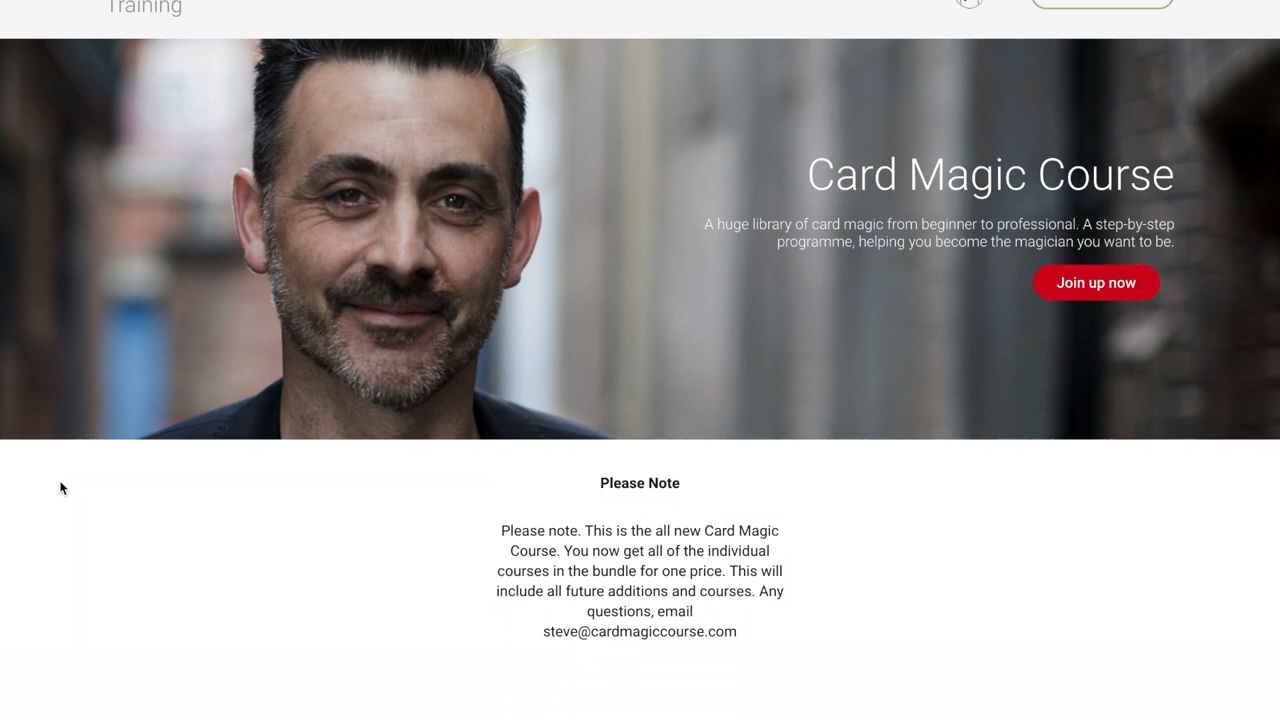 Training
Card Magic Course
A huge library of card magic from beginner to professional. A step-by-step
programme, helping you become the magician you want to be.
Join up now
Please Note
Please note. This is the all new Card Magic
Course. You now get all of the individual
courses in the bundle for one price. This will
include all future additions and courses. Any
questions, email
steve@cardmagiccourse.com